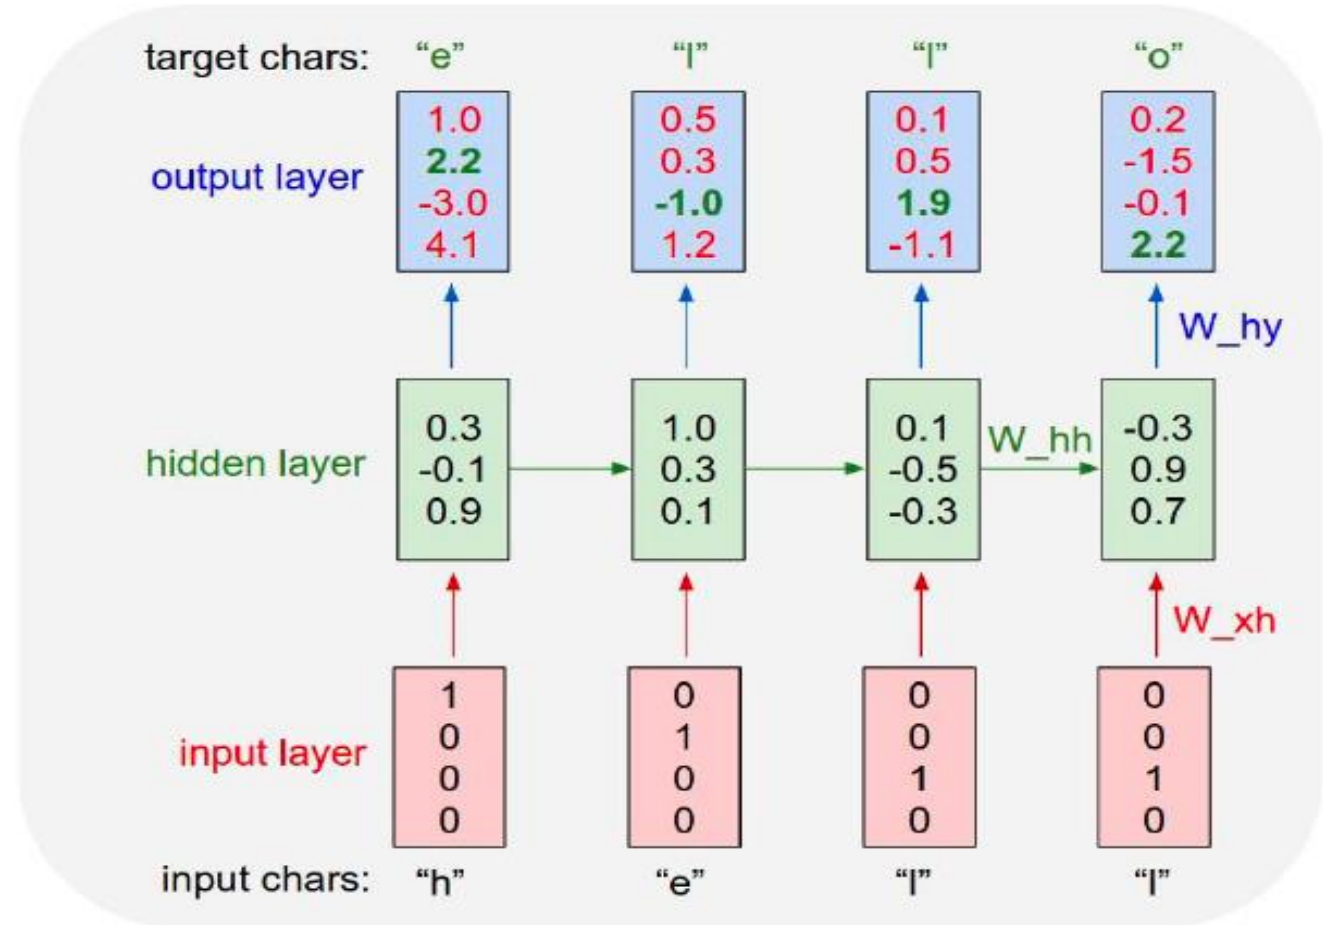 target chars: “e” “l” “l” “o”
1.0 0.5 0.1 0.2
2.2 0.3 0.5 -1.5
output layer
-3.0 -1.0 1.9 -0.1
4.1 1.2 -1.1 2.2
W_hy
0.3 1.0 0.1 -0.3
W_hh
hidden layer -0.1 0.3 -0.5 0.9
0.9 0.1 -0.3 0.7
W_xh
1 0 0 0
0 1 0 0
input layer
0 0 1 1
0 0 0 0
input chars: “h” “e” “l” “l”